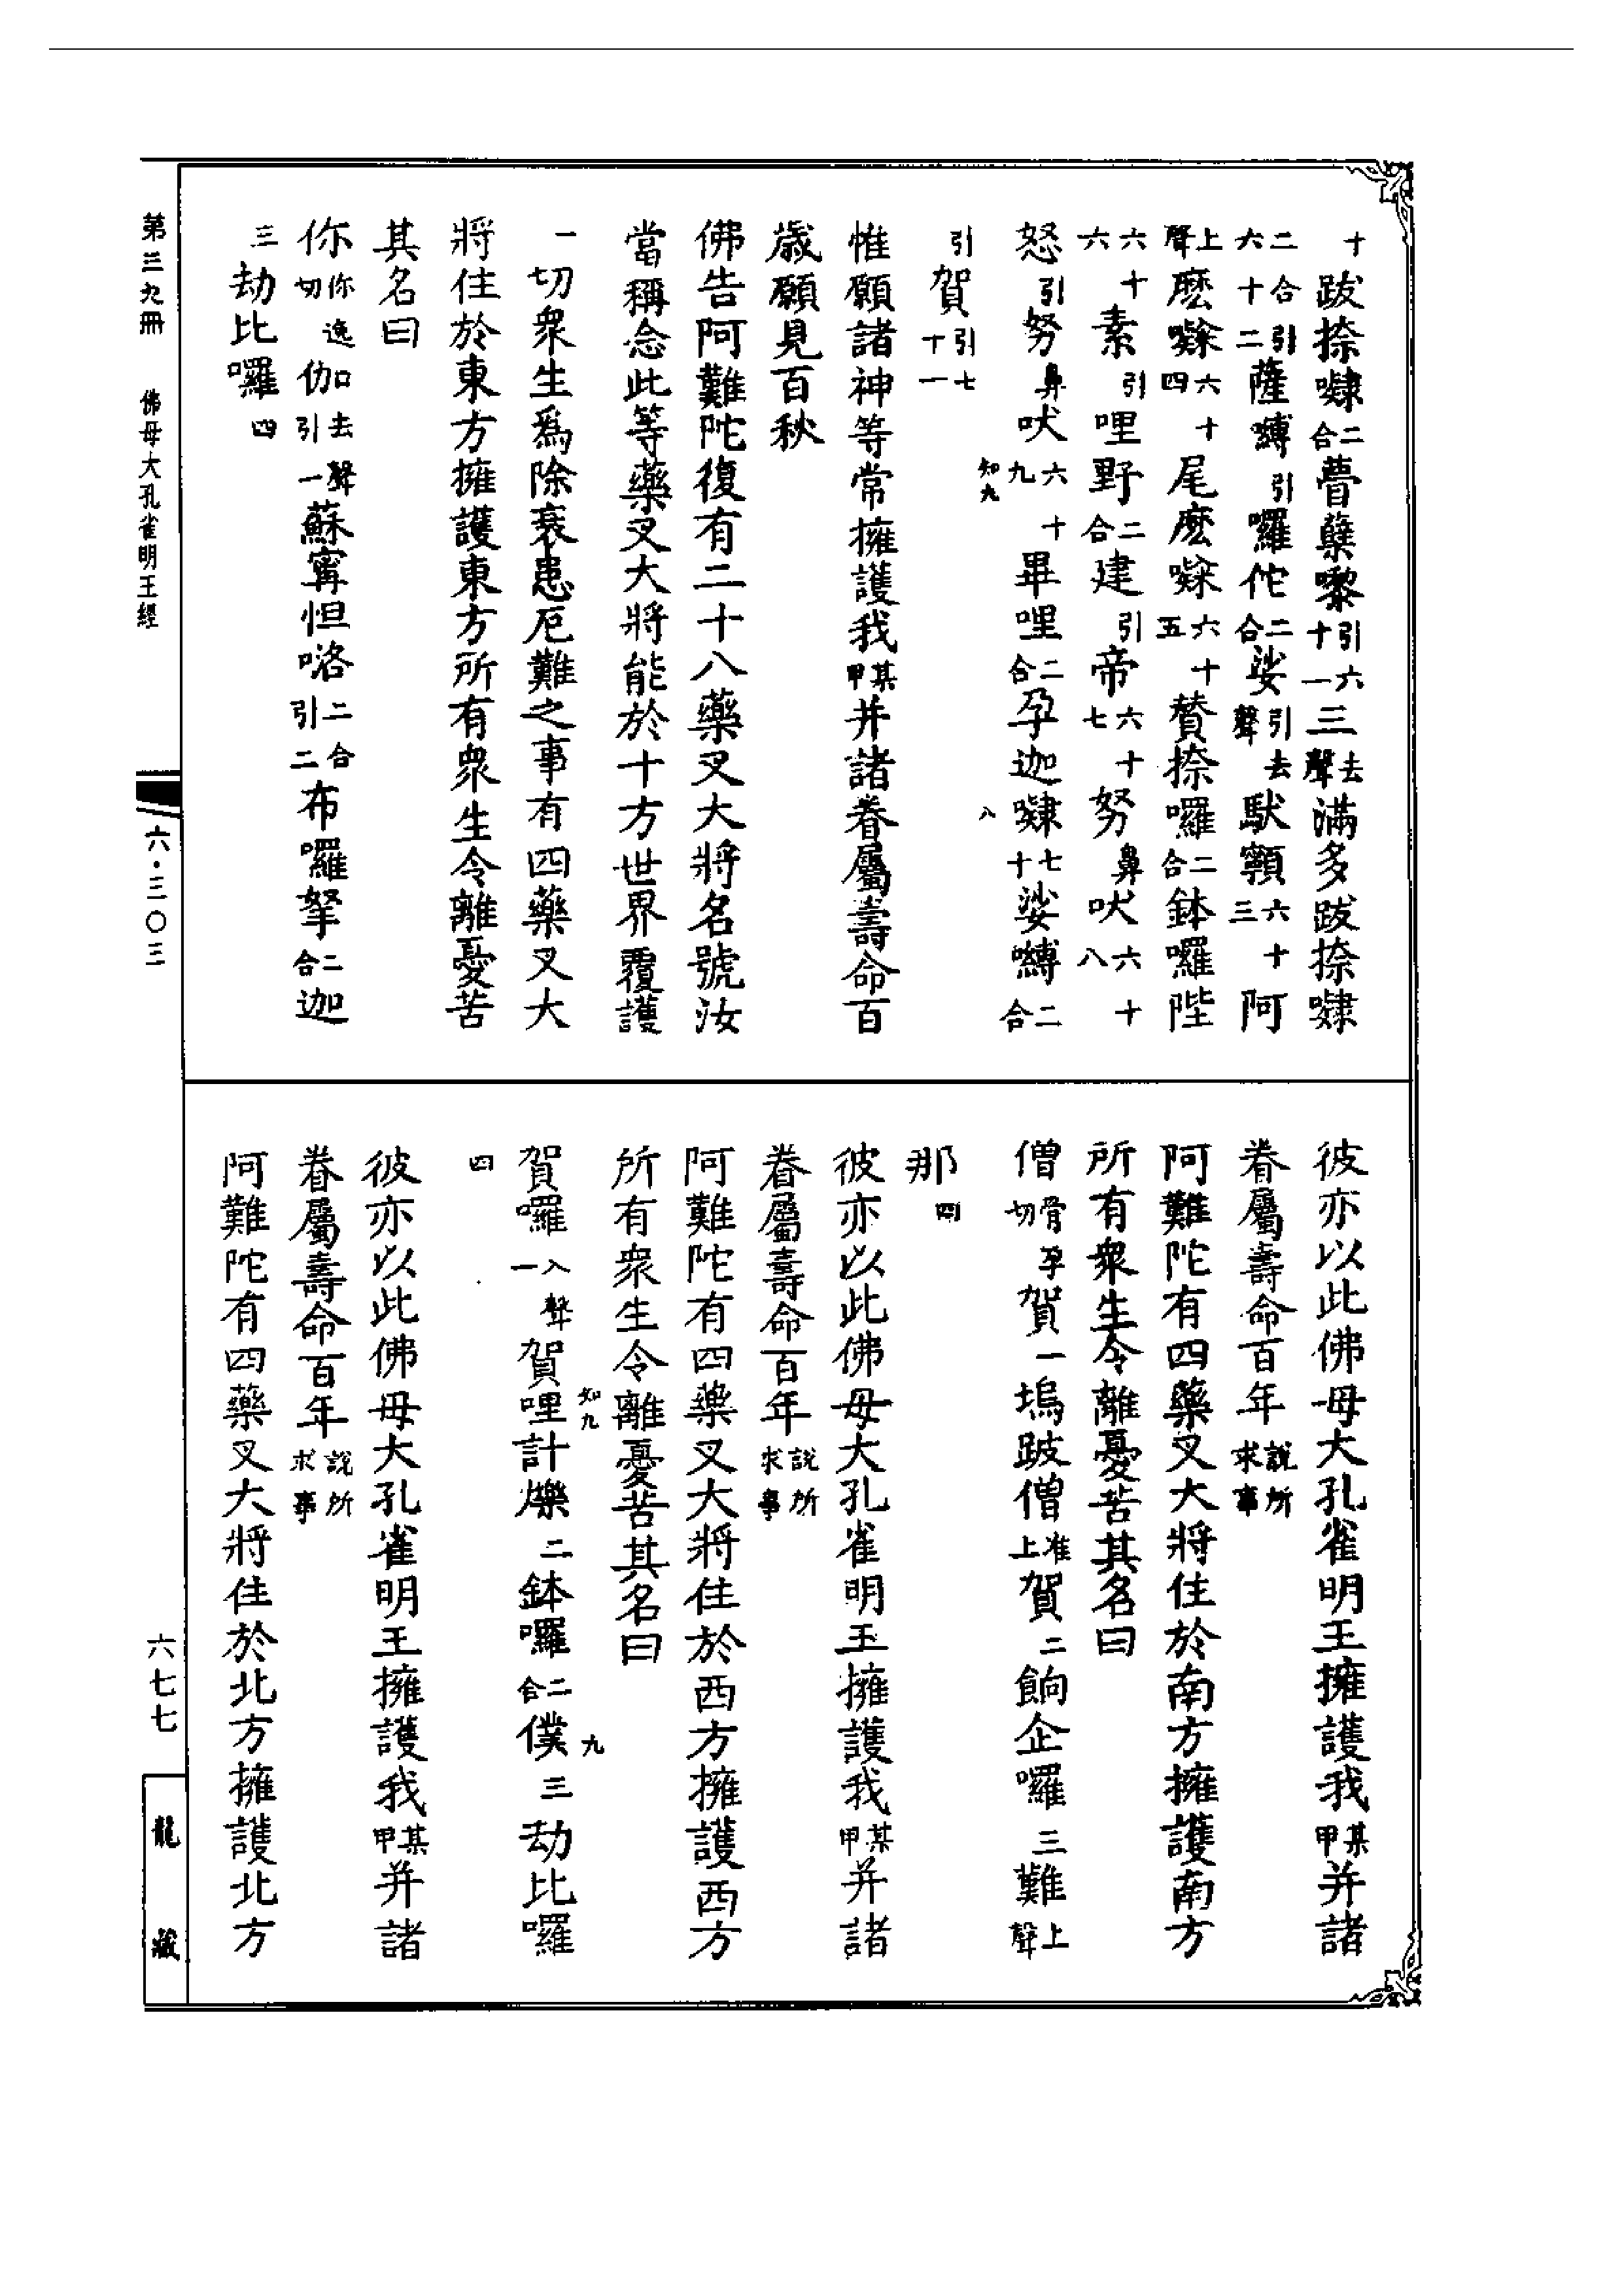 十跋捺㘑二合瞢蘖嚟引六十一三去聲滿多跋捺㘑
二合引六十二薩嚩引囉佗二合娑引去聲馱顙六十三阿
上聲麽㘑六十四尾麽㘑六十五贊捺囉二合鉢囉陛
六十六素引哩野二合建引帝六十七努鼻吠六十八
怒引努鼻吠六十九畢哩二合孕迦㘑七十娑嚩二合
引賀引七十一
惟願諸神等常擁護我某甲并諸眷屬壽命百
歲願見百秋
佛告阿難陀復有二十八藥叉大將名號汝
當稱念此等藥叉大將能於十方世界覆護
一切衆生爲除衰患厄難之事有四藥叉大
將住於東方擁護東方所有衆生令離憂苦
其名曰
你你逸切伽去聲引一蘇寗怛咯二合引二布囉拏二合迦
三劫比囉四
彼亦以此佛母大孔雀明王擁護我某甲并諸
眷屬壽命百年說所求事
阿難陀有四藥叉大將住於南方擁護南方
所有衆生令離憂苦其名曰
僧骨孕切賀一塢跛僧准上賀二餉企囉三難上聲
那四
彼亦以此佛母大孔雀明王擁護我某甲并諸
眷屬壽命百年說所求事
阿難陀有四藥叉大將住於西方擁護西方
所有衆生令離憂苦其名曰
賀囉入聲一賀哩計爍二鉢囉二合僕三劫比囉
四
彼亦以此佛母大孔雀明王擁護我某甲并諸
眷屬壽命百年說所求事
阿難陀有四藥叉大將住於北方擁護北方
第三九冊 佛母大孔雀明王經
六·三〇三
六七七
龍藏
知九
八
知九
九